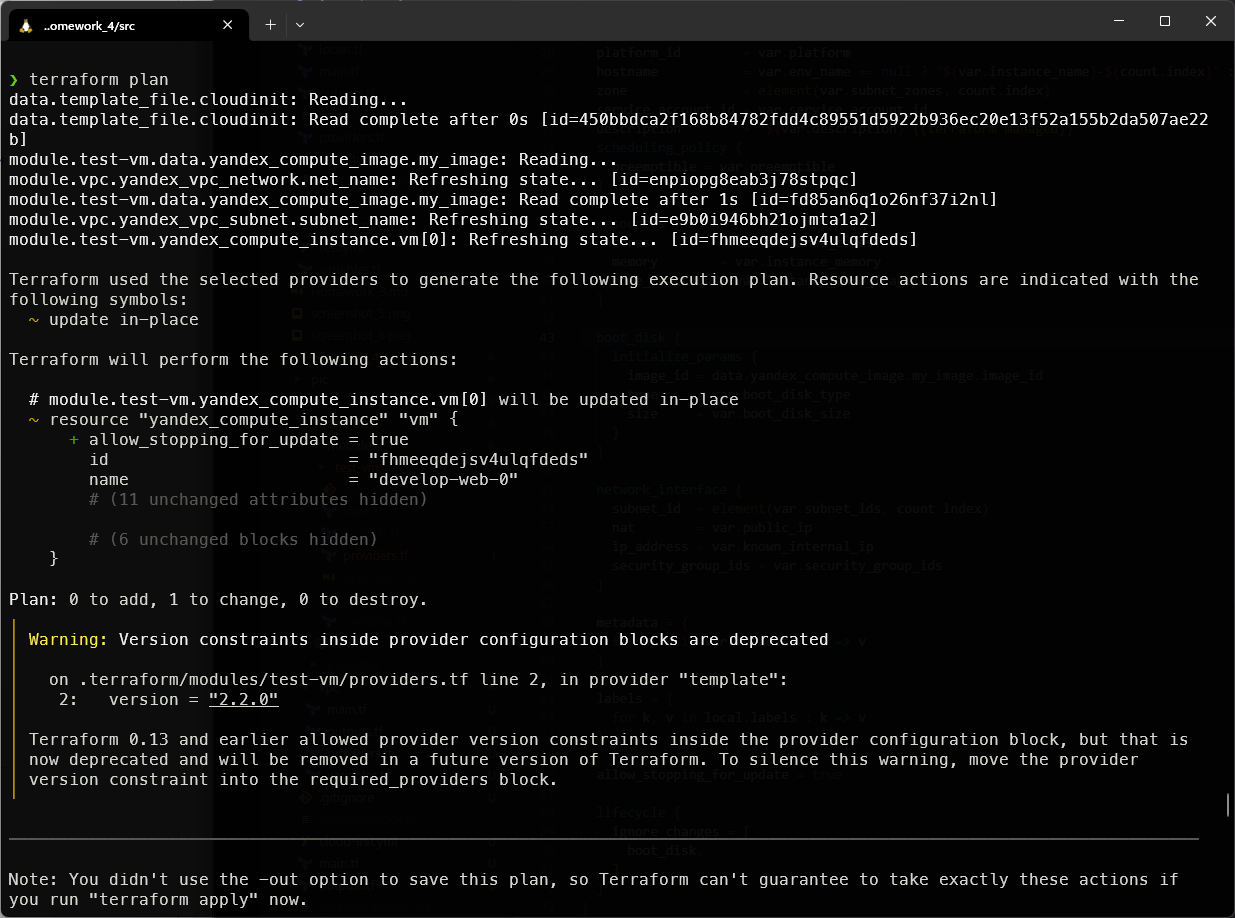 ..omework_4/src
❯ terraform plan
data.template_file.cloudinit: Reading...
data.template_file.cloudinit: Read complete after 0s [id=450bbdca2f168b84782fdd4c89551d5922b936ec20e13f52a155b2da507ae22
b]
module.test-vm.data.yandex_compute_image.my_image: Reading...
module.vpc.yandex_vpc_network.net_name: Refreshing state... [id=enpiopg8eab3j78stpqc]
module.test-vm.data.yandex_compute_image.my_image: Read complete after 1s [id=fd85an6q1o26nf37i2nl]
module.vpc.yandex_vpc_subnet.subnet_name: Refreshing state... [id=e9b0i946bh21ojmta1a2]
module.test-vm.yandex_compute_instance.vm[0]: Refreshing state... [id=fhmeeqdejsv4ulqfdeds]
Terraform used the selected providers to generate the following execution plan. Resource actions are indicated with the
following symbols:
~ update in-place
Terraform will perform the following actions:
# module.test-vm.yandex_compute_instance.vm[0] will be updated in-place
~ resource "yandex_compute_instance" "vm" {
+ allow_stopping_for_update = true
id = "fhmeeqdejsv4ulqfdeds"
name = "develop-web-0"
# (11 unchanged attributes hidden)
# (6 unchanged blocks hidden)
}
Plan: 0 to add, 1 to change, 0 to destroy.
Warning: Version constraints inside provider configuration blocks are deprecated
on .terraform/modules/test-vm/providers.tf line 2, in provider "template":
2: version = "2.2.0"
Terraform 0.13 and earlier allowed provider version constraints inside the provider configuration block, but that is
now deprecated and will be removed in a future version of Terraform. To silence this warning, move the provider
version constraint into the required_providers block.
Note: You didn't use the -out option to save this plan, so Terraform can't guarantee to take exactly these actions if
you run "terraform apply" now.